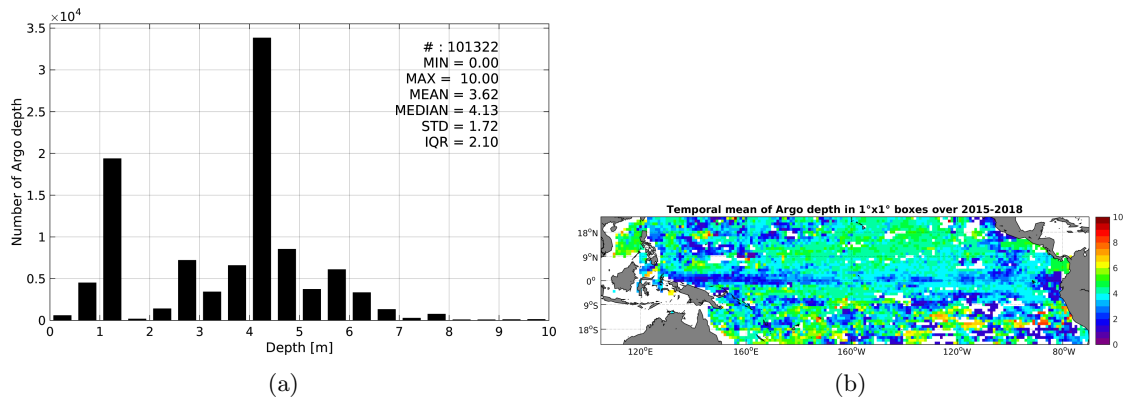 ×10⁴
3.5
3
2.5
2
1.5
1
0.5
0
Number of Argo depth
# : 101322
MIN = 0.00
MAX = 10.00
MEAN = 3.62
MEDIAN = 4.13
STD = 1.72
IQR = 2.10
0 1 2 3 4 5 6 7 8 9 10
Depth [m]
(a)
Temporal mean of Argo depth in 1°x1° boxes over 2015-2018
18°N
9°N
0°
9°S
18°S
120°E 160°E 160°W 120°W 80°W
10
8
6
4
2
0
(b)